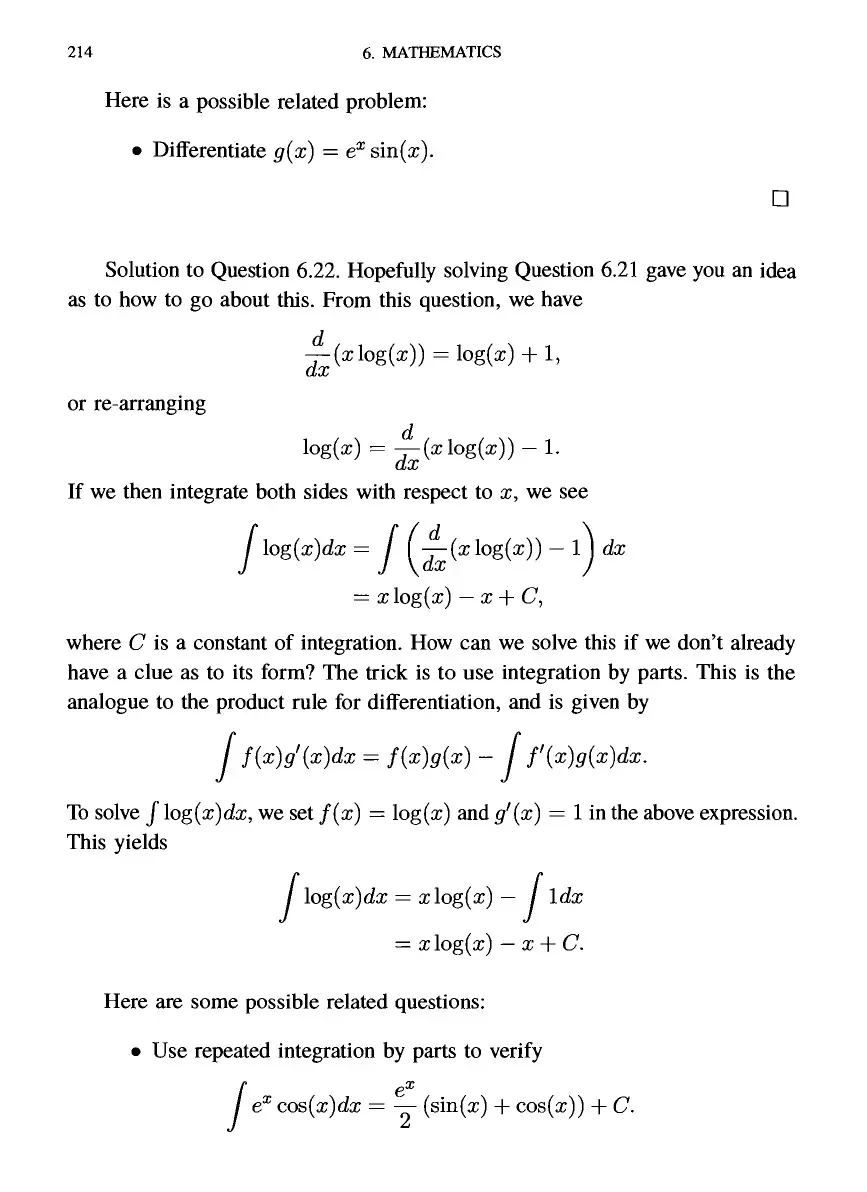 214 6. MATHEMATICS
Here is a possible related problem:
• Differentiate g(x) = eˣ sin(x).
□
Solution to Question 6.22. Hopefully solving Question 6.21 gave you an idea
as to how to go about this. From this question, we have
d/dx (x log(x)) = log(x) + 1,
or re-arranging
log(x) = d/dx (x log(x)) − 1.
If we then integrate both sides with respect to x, we see
∫ log(x)dx = ∫ (d/dx (x log(x)) − 1) dx
= x log(x) − x + C,
where C is a constant of integration. How can we solve this if we don't already
have a clue as to its form? The trick is to use integration by parts. This is the
analogue to the product rule for differentiation, and is given by
∫ f(x)g′(x)dx = f(x)g(x) − ∫ f′(x)g(x)dx.
To solve ∫ log(x)dx, we set f(x) = log(x) and g′(x) = 1 in the above expression.
This yields
∫ log(x)dx = x log(x) − ∫ 1dx
= x log(x) − x + C.
Here are some possible related questions:
• Use repeated integration by parts to verify
∫ eˣ cos(x)dx = eˣ/2 (sin(x) + cos(x)) + C.